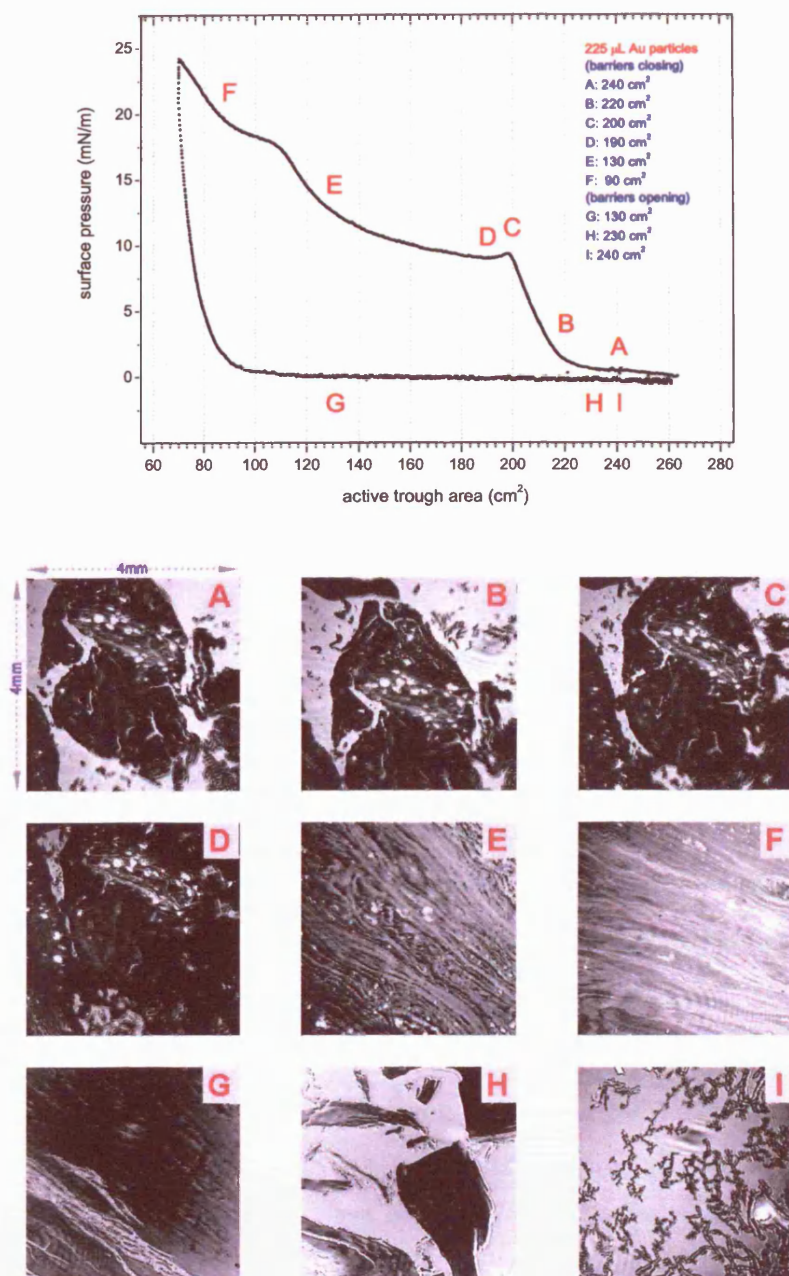 225 µL Au particles
(barriers closing)
A: 240 cm²
B: 220 cm²
C: 200 cm²
D: 190 cm²
E: 130 cm²
F: 90 cm²
(barriers opening)
G: 130 cm²
H: 230 cm²
I: 240 cm²
surface pressure (mN/m)
25
20
15
10
5
0
F
E
D C
B
A
G
H I
60 80 100 120 140 160 180 200 220 240 260 280
active trough area (cm²)
4mm
4mm
A
B
C
D
E
F
G
H
I